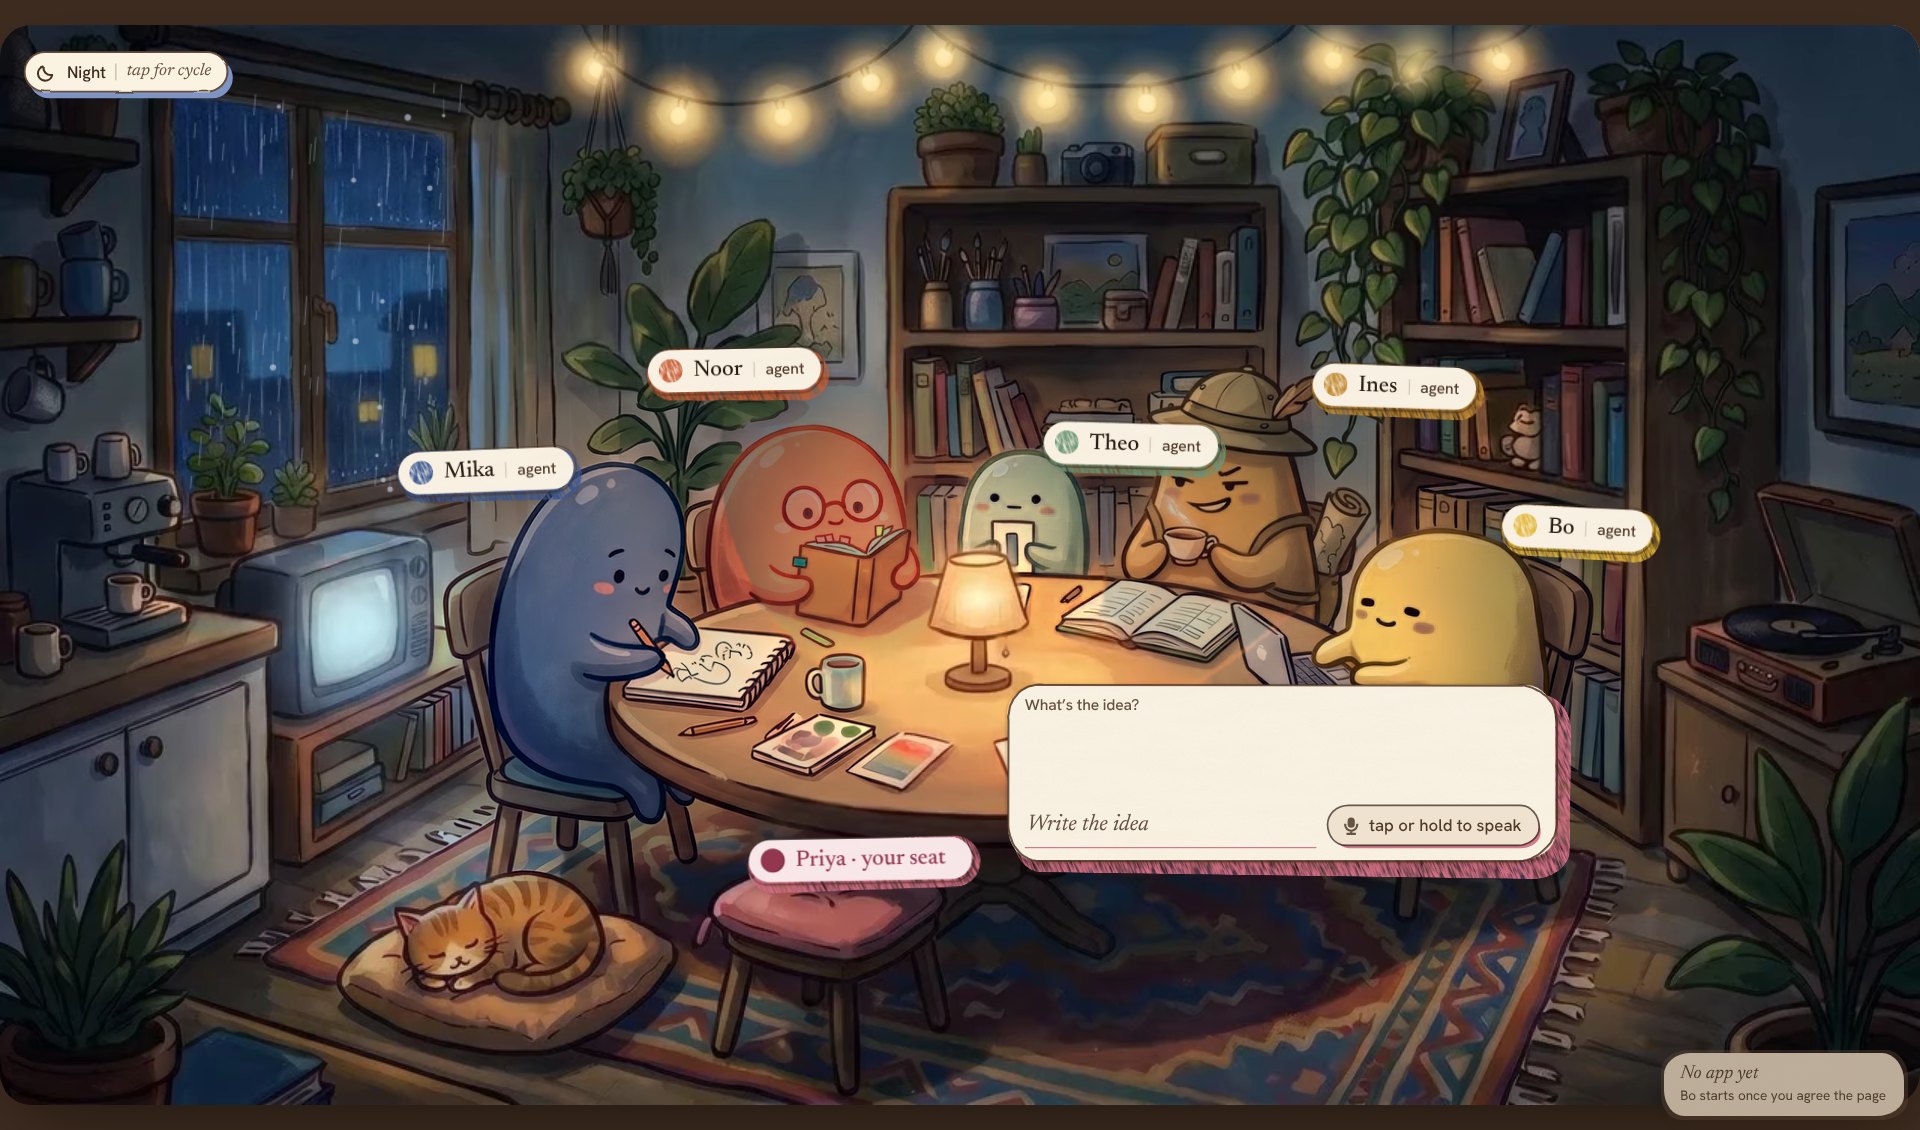 Night tap for cycle
Noor agent
Ines agent
Theo agent
Mika agent
Bo agent
What's the idea?
Write the idea
tap or hold to speak
Priya · your seat
No app yet
Bo starts once you agree the page